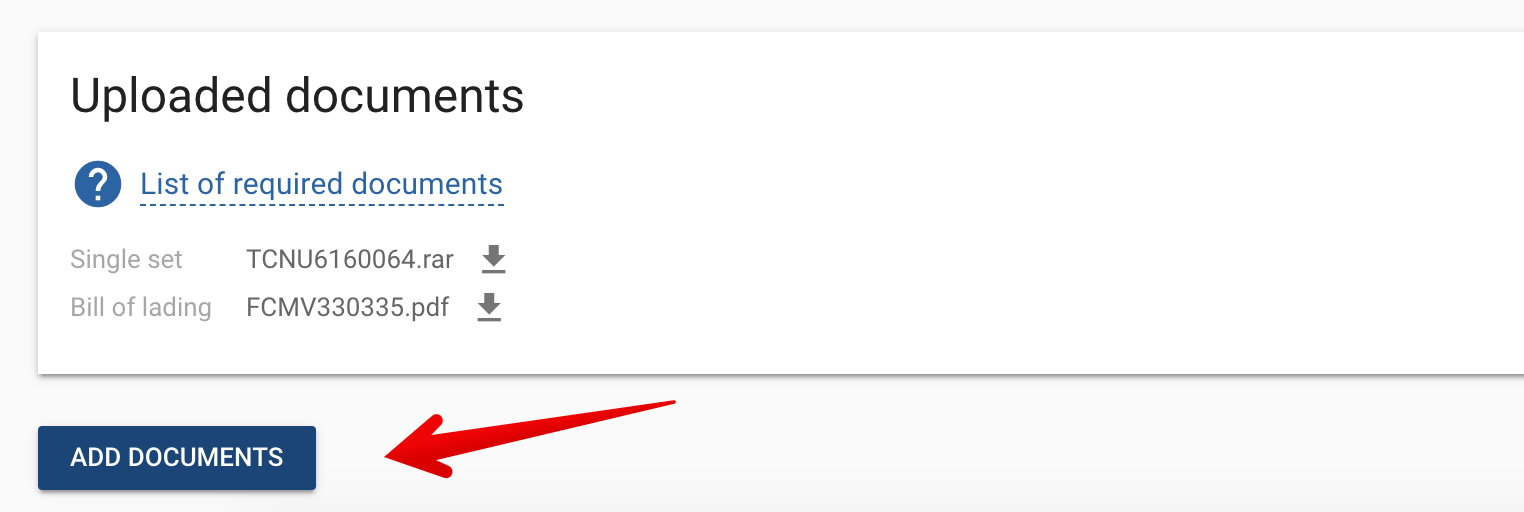 Uploaded documents
? List of required documents
Single set TCNU6160064.rar
Bill of lading FCMV330335.pdf
ADD DOCUMENTS